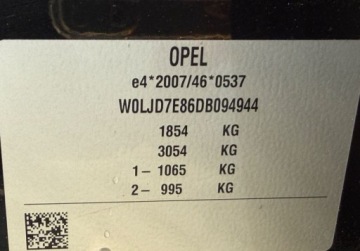 OPEL
e4*2007/46*0537
W0LJD7E86DB094944
1854 KG
3054 KG
1- 1065 KG
2- 995 KG